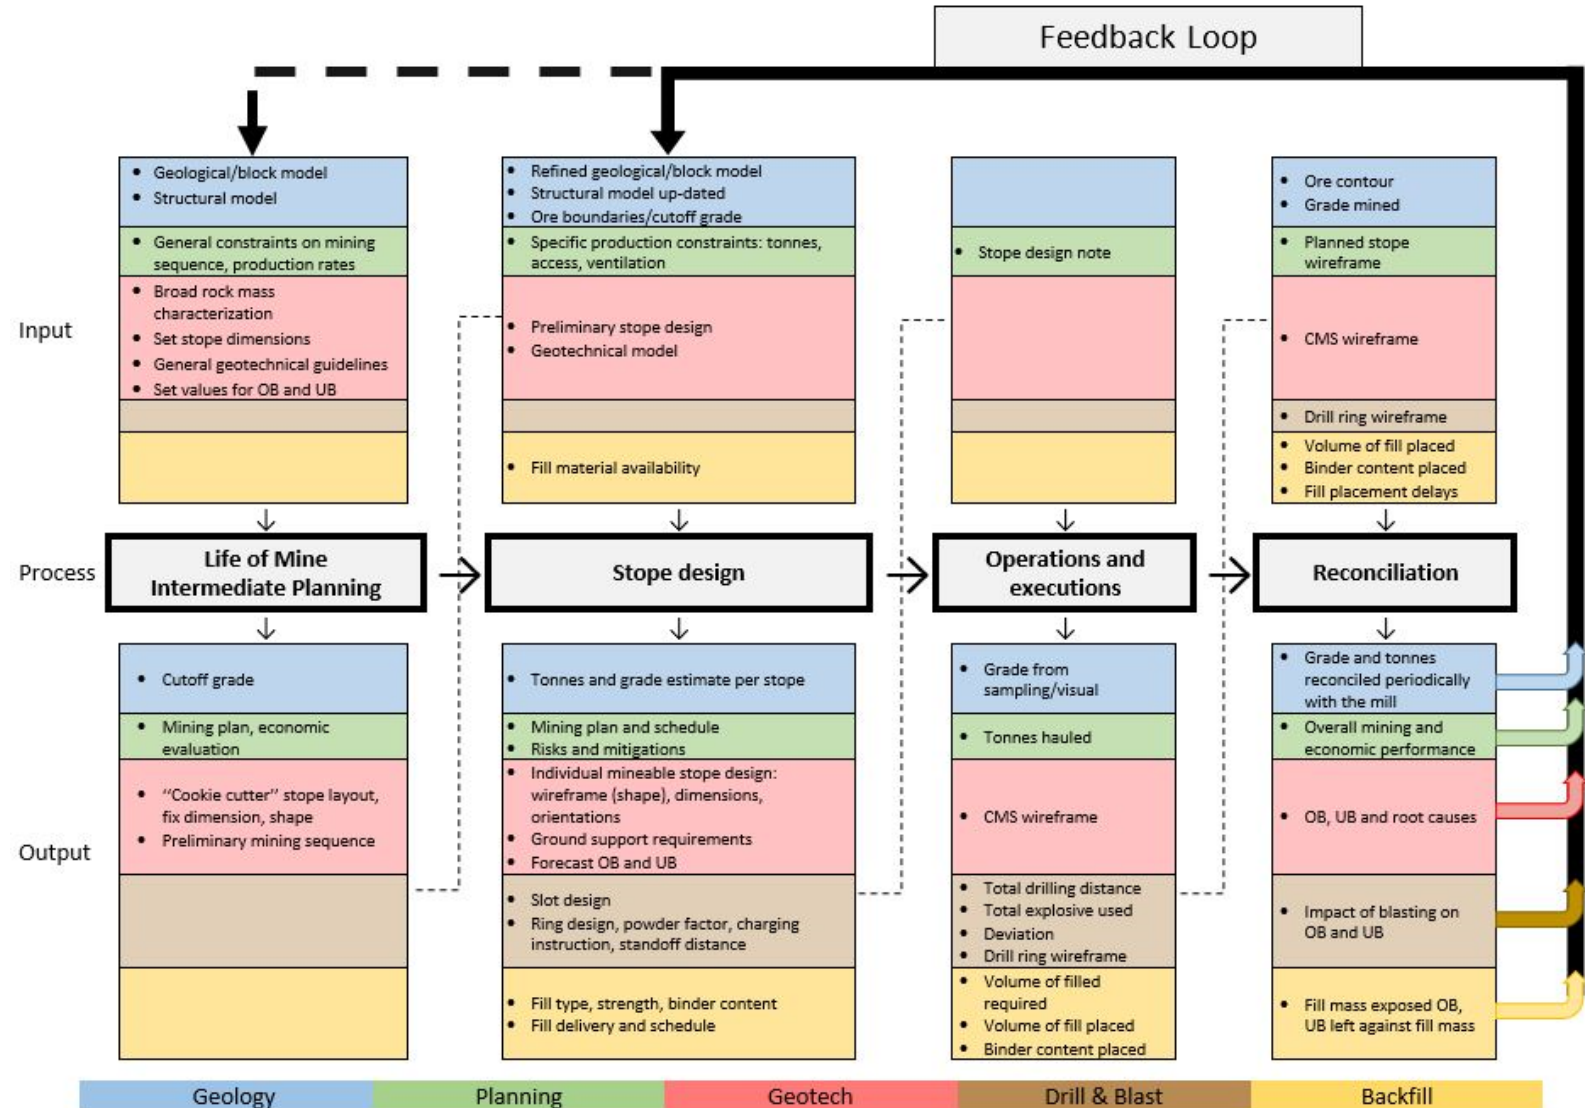 Feedback Loop
Input
• Geological/block model
• Structural model
• General constraints on mining
sequence, production rates
• Broad rock mass
characterization
• Set stope dimensions
• General geotechnical guidelines
• Set values for OB and UB
• Refined geological/block model
• Structural model up-dated
• Ore boundaries/cutoff grade
• Specific production constraints: tonnes,
access, ventilation
• Preliminary stope design
• Geotechnical model
• Fill material availability
• Stope design note
• Ore contour
• Grade mined
• Planned stope
wireframe
• CMS wireframe
• Drill ring wireframe
• Volume of fill placed
• Binder content placed
• Fill placement delays
Process
Life of Mine
Intermediate Planning
Stope design
Operations and
executions
Reconciliation
Output
• Cutoff grade
• Mining plan, economic
evaluation
• “Cookie cutter” stope layout,
fix dimension, shape
• Preliminary mining sequence
• Tonnes and grade estimate per stope
• Mining plan and schedule
• Risks and mitigations
• Individual mineable stope design:
wireframe (shape), dimensions,
orientations
• Ground support requirements
• Forecast OB and UB
• Slot design
• Ring design, powder factor, charging
instruction, standoff distance
• Fill type, strength, binder content
• Fill delivery and schedule
• Grade from
sampling/visual
• Tonnes hauled
• CMS wireframe
• Total drilling distance
• Total explosive used
• Deviation
• Drill ring wireframe
• Volume of filled
required
• Volume of fill placed
• Binder content placed
• Grade and tonnes
reconciled periodically
with the mill
• Overall mining and
economic performance
• OB, UB and root causes
• Impact of blasting on
OB and UB
• Fill mass exposed OB,
UB left against fill mass
Geology
Planning
Geotech
Drill & Blast
Backfill